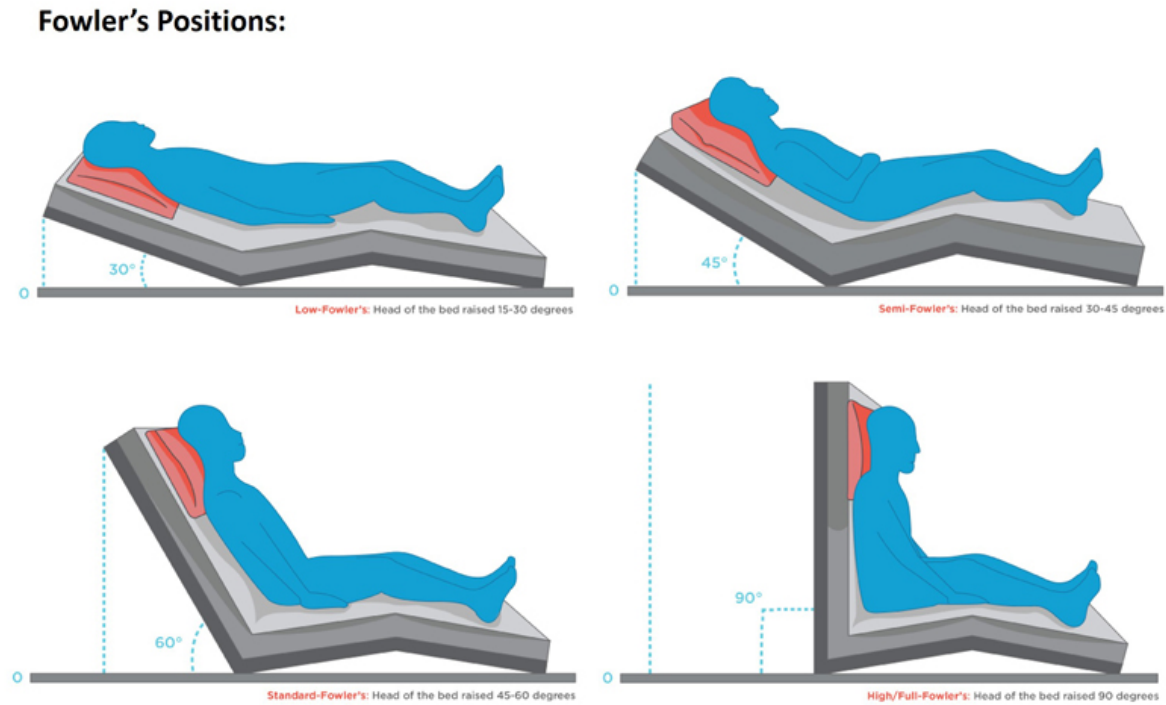 Fowler’s Positions:
30°
0
Low-Fowler's: Head of the bed raised 15-30 degrees
45°
0
Semi-Fowler's: Head of the bed raised 30-45 degrees
60°
0
Standard-Fowler's: Head of the bed raised 45-60 degrees
90°
0
High/Full-Fowler's: Head of the bed raised 90 degrees